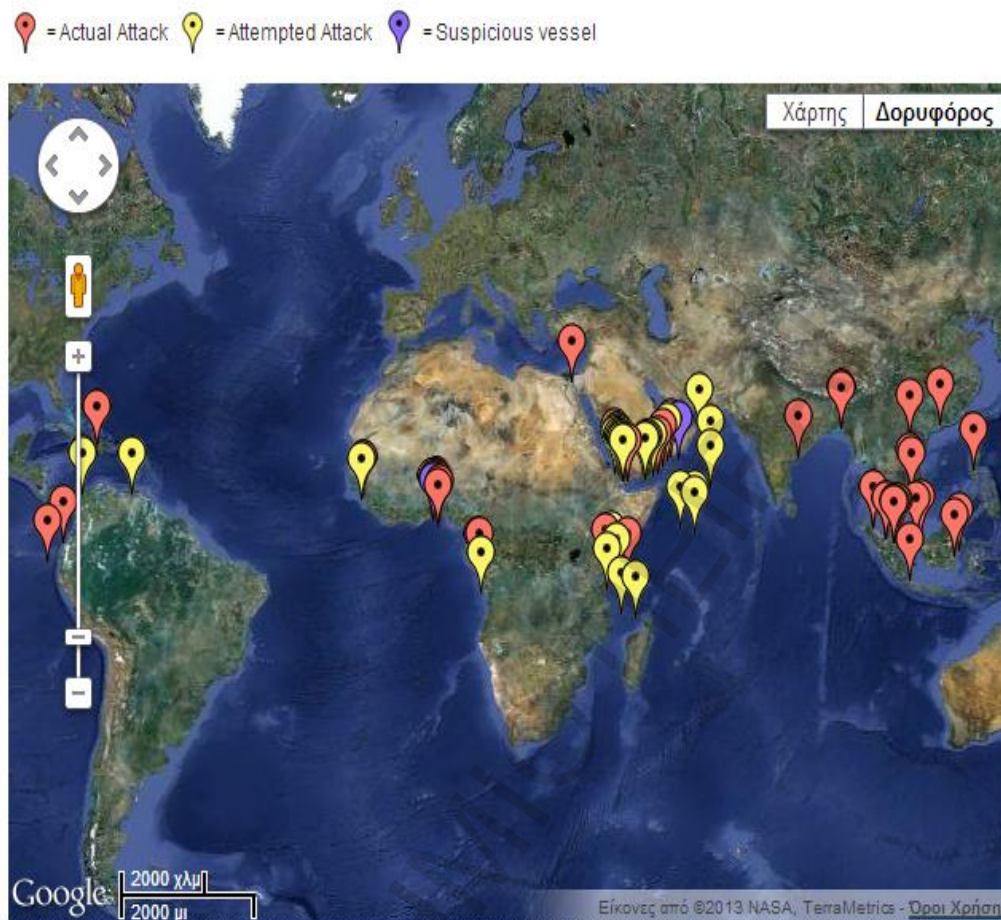 = Actual Attack = Attempted Attack = Suspicious vessel
Χάρτης Δορυφόρος
Google
2000 χλμ
2000 μι
Εικόνες από ©2013 NASA, TerraMetrics - Όροι Χρήση